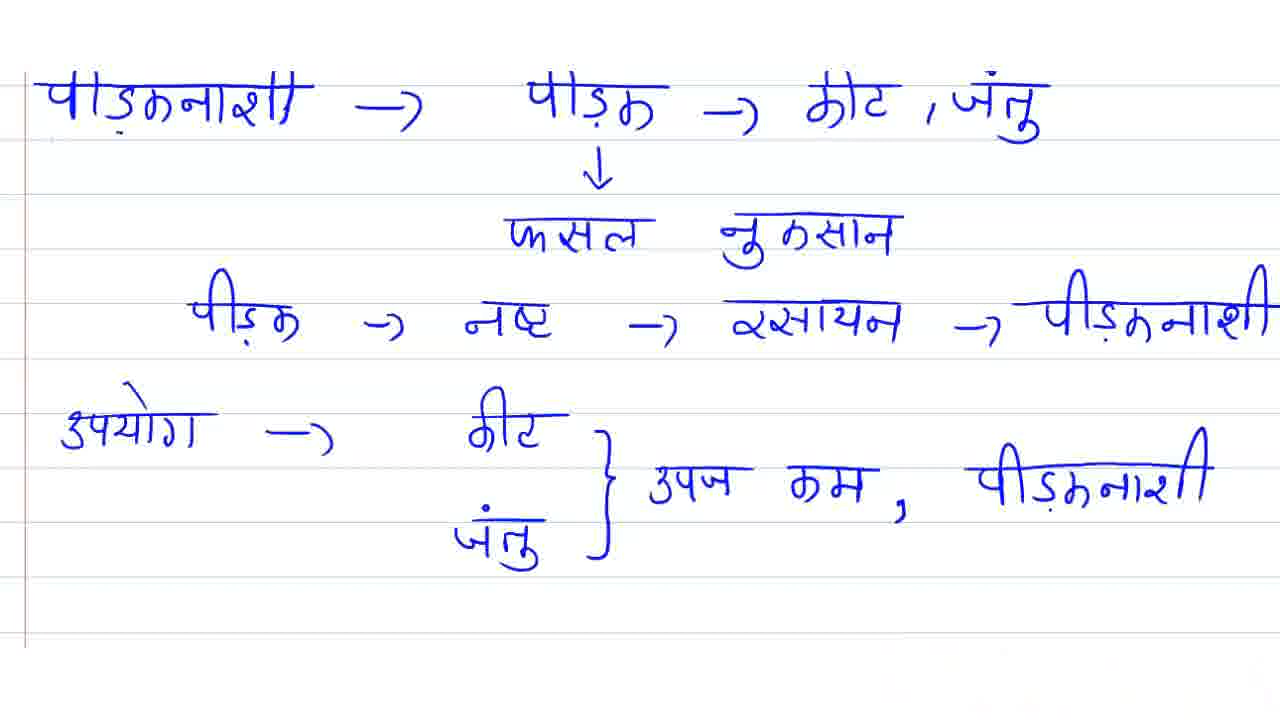 पीड़कनाशी → पीड़क → कीट, जंतु
↓
फसल नुकसान
पीड़क → नष्ट → रसायन → पीड़कनाशी
उपयोग → कीट
जंतु } उपज कम, पीड़कनाशी